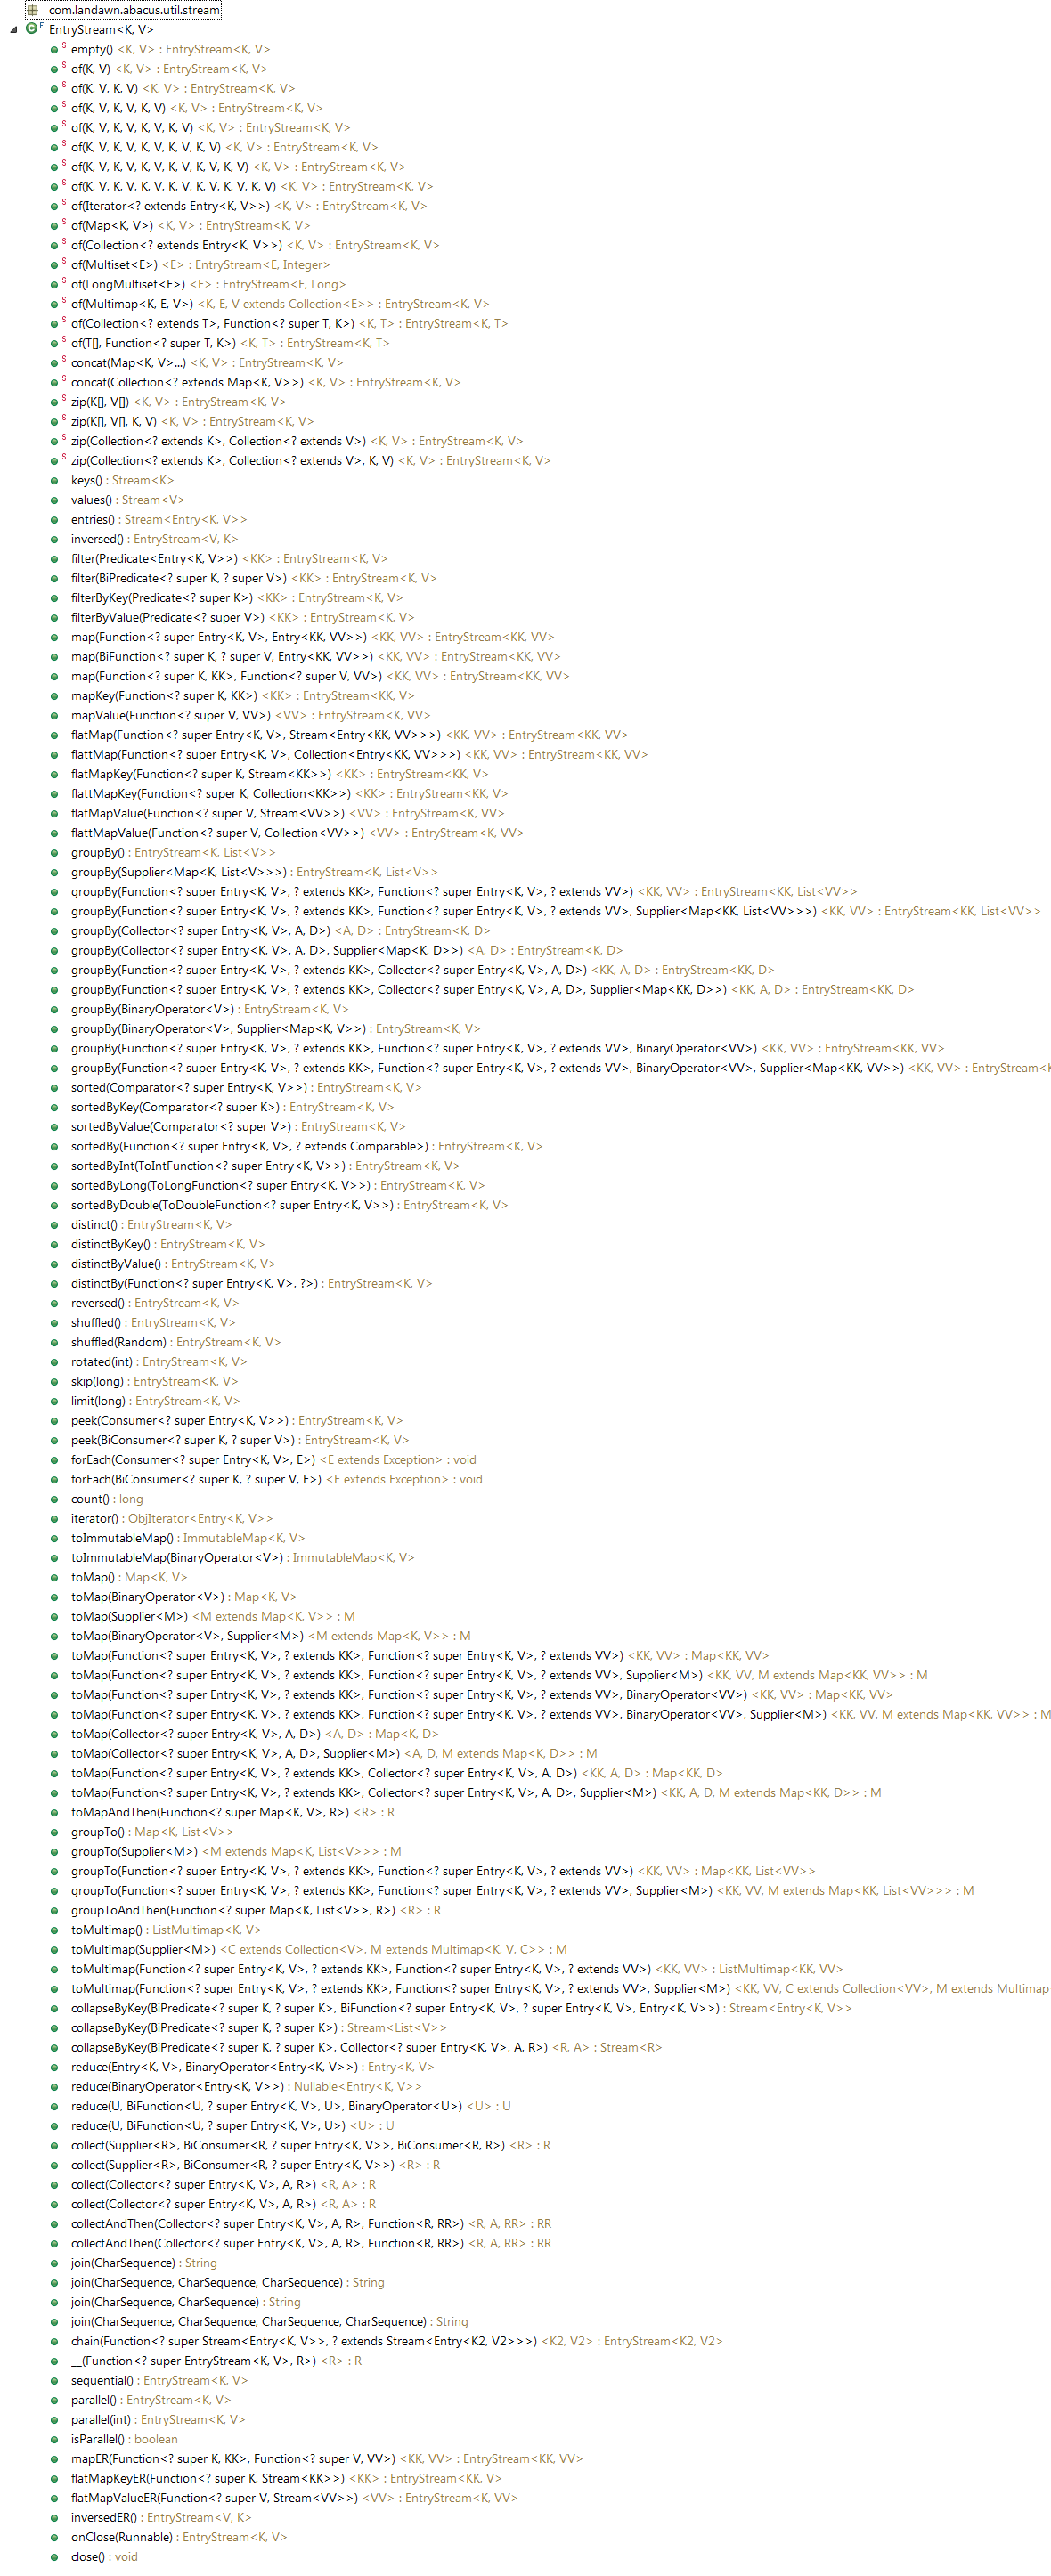 com.landawn.abacus.util.stream
EntryStream<K, V>
empty() <K, V> : EntryStream<K, V>
of(K, V) <K, V> : EntryStream<K, V>
of(K, V, K, V) <K, V> : EntryStream<K, V>
of(K, V, K, V, K, V) <K, V> : EntryStream<K, V>
of(K, V, K, V, K, V, K, V) <K, V> : EntryStream<K, V>
of(K, V, K, V, K, V, K, V, K, V) <K, V> : EntryStream<K, V>
of(K, V, K, V, K, V, K, V, K, V, K, V) <K, V> : EntryStream<K, V>
of(K, V, K, V, K, V, K, V, K, V, K, V, K, V) <K, V> : EntryStream<K, V>
of(Iterator<? extends Entry<K, V>>) <K, V> : EntryStream<K, V>
of(Map<K, V>) <K, V> : EntryStream<K, V>
of(Collection<? extends Entry<K, V>>) <K, V> : EntryStream<K, V>
of(Multiset<E>) <E> : EntryStream<E, Integer>
of(LongMultiset<E>) <E> : EntryStream<E, Long>
of(Multimap<K, E, V>) <K, E, V extends Collection<E>> : EntryStream<K, V>
of(Collection<? extends T>, Function<? super T, K>) <K, T> : EntryStream<K, T>
of(T[], Function<? super T, K>) <K, T> : EntryStream<K, T>
concat(Map<K, V>...) <K, V> : EntryStream<K, V>
concat(Collection<? extends Map<K, V>>) <K, V> : EntryStream<K, V>
zip(K[], V[]) <K, V> : EntryStream<K, V>
zip(K[], V[], K, V) <K, V> : EntryStream<K, V>
zip(Collection<? extends K>, Collection<? extends V>) <K, V> : EntryStream<K, V>
zip(Collection<? extends K>, Collection<? extends V>, K, V) <K, V> : EntryStream<K, V>
keys() : Stream<K>
values() : Stream<V>
entries() : Stream<Entry<K, V>>
inversed() : EntryStream<V, K>
filter(Predicate<Entry<K, V>>) <KK> : EntryStream<K, V>
filter(BiPredicate<? super K, ? super V>) <KK> : EntryStream<K, V>
filterByKey(Predicate<? super K>) <KK> : EntryStream<K, V>
filterByValue(Predicate<? super V>) <KK> : EntryStream<K, V>
map(Function<? super Entry<K, V>, Entry<KK, VV>>) <KK, VV> : EntryStream<KK, VV>
map(BiFunction<? super K, ? super V, Entry<KK, VV>>) <KK, VV> : EntryStream<KK, VV>
map(Function<? super K, KK>, Function<? super V, VV>) <KK, VV> : EntryStream<KK, VV>
mapKey(Function<? super K, KK>) <KK> : EntryStream<KK, V>
mapValue(Function<? super V, VV>) <VV> : EntryStream<K, VV>
flatMap(Function<? super Entry<K, V>, Stream<Entry<KK, VV>>>) <KK, VV> : EntryStream<KK, VV>
flattMap(Function<? super Entry<K, V>, Collection<Entry<KK, VV>>>) <KK, VV> : EntryStream<KK, VV>
flatMapKey(Function<? super K, Stream<KK>>) <KK> : EntryStream<KK, V>
flattMapKey(Function<? super K, Collection<KK>>) <KK> : EntryStream<KK, V>
flatMapValue(Function<? super V, Stream<VV>>) <VV> : EntryStream<K, VV>
flattMapValue(Function<? super V, Collection<VV>>) <VV> : EntryStream<K, VV>
groupBy() : EntryStream<K, List<V>>
groupBy(Supplier<Map<K, List<V>>>) : EntryStream<K, List<V>>
groupBy(Function<? super Entry<K, V>, ? extends KK>, Function<? super Entry<K, V>, ? extends VV>) <KK, VV> : EntryStream<KK, List<VV>>
groupBy(Function<? super Entry<K, V>, ? extends KK>, Function<? super Entry<K, V>, ? extends VV>, Supplier<Map<KK, List<VV>>>) <KK, VV> : EntryStream<KK, List<VV>>
groupBy(Collector<? super Entry<K, V>, A, D>) <A, D> : EntryStream<K, D>
groupBy(Collector<? super Entry<K, V>, A, D>, Supplier<Map<K, D>>) <A, D> : EntryStream<K, D>
groupBy(Function<? super Entry<K, V>, ? extends KK>, Collector<? super Entry<K, V>, A, D>) <KK, A, D> : EntryStream<KK, D>
groupBy(Function<? super Entry<K, V>, ? extends KK>, Collector<? super Entry<K, V>, A, D>, Supplier<Map<KK, D>>) <KK, A, D> : EntryStream<KK, D>
groupBy(BinaryOperator<V>) : EntryStream<K, V>
groupBy(BinaryOperator<V>, Supplier<Map<K, V>>) : EntryStream<K, V>
groupBy(Function<? super Entry<K, V>, ? extends KK>, Function<? super Entry<K, V>, ? extends VV>, BinaryOperator<VV>) <KK, VV> : EntryStream<KK, VV>
groupBy(Function<? super Entry<K, V>, ? extends KK>, Function<? super Entry<K, V>, ? extends VV>, BinaryOperator<VV>, Supplier<Map<KK, VV>>) <KK, VV> : EntryStream<K
sorted(Comparator<? super Entry<K, V>>) : EntryStream<K, V>
sortedByKey(Comparator<? super K>) : EntryStream<K, V>
sortedByValue(Comparator<? super V>) : EntryStream<K, V>
sortedBy(Function<? super Entry<K, V>, ? extends Comparable>) : EntryStream<K, V>
sortedByInt(ToIntFunction<? super Entry<K, V>>) : EntryStream<K, V>
sortedByLong(ToLongFunction<? super Entry<K, V>>) : EntryStream<K, V>
sortedByDouble(ToDoubleFunction<? super Entry<K, V>>) : EntryStream<K, V>
distinct() : EntryStream<K, V>
distinctByKey() : EntryStream<K, V>
distinctByValue() : EntryStream<K, V>
distinctBy(Function<? super Entry<K, V>, ?>) : EntryStream<K, V>
reversed() : EntryStream<K, V>
shuffled() : EntryStream<K, V>
shuffled(Random) : EntryStream<K, V>
rotated(int) : EntryStream<K, V>
skip(long) : EntryStream<K, V>
limit(long) : EntryStream<K, V>
peek(Consumer<? super Entry<K, V>>) : EntryStream<K, V>
peek(BiConsumer<? super K, ? super V>) : EntryStream<K, V>
forEach(Consumer<? super Entry<K, V>, E>) <E extends Exception> : void
forEach(BiConsumer<? super K, ? super V, E>) <E extends Exception> : void
count() : long
iterator() : ObjIterator<Entry<K, V>>
toImmutableMap() : ImmutableMap<K, V>
toImmutableMap(BinaryOperator<V>) : ImmutableMap<K, V>
toMap() : Map<K, V>
toMap(BinaryOperator<V>) : Map<K, V>
toMap(Supplier<M>) <M extends Map<K, V>> : M
toMap(BinaryOperator<V>, Supplier<M>) <M extends Map<K, V>> : M
toMap(Function<? super Entry<K, V>, ? extends KK>, Function<? super Entry<K, V>, ? extends VV>) <KK, VV> : Map<KK, VV>
toMap(Function<? super Entry<K, V>, ? extends KK>, Function<? super Entry<K, V>, ? extends VV>, Supplier<M>) <KK, VV, M extends Map<KK, VV>> : M
toMap(Function<? super Entry<K, V>, ? extends KK>, Function<? super Entry<K, V>, ? extends VV>, BinaryOperator<VV>) <KK, VV> : Map<KK, VV>
toMap(Function<? super Entry<K, V>, ? extends KK>, Function<? super Entry<K, V>, ? extends VV>, BinaryOperator<VV>, Supplier<M>) <KK, VV, M extends Map<KK, VV>> : M
toMap(Collector<? super Entry<K, V>, A, D>) <A, D> : Map<K, D>
toMap(Collector<? super Entry<K, V>, A, D>, Supplier<M>) <A, D, M extends Map<K, D>> : M
toMap(Function<? super Entry<K, V>, ? extends KK>, Collector<? super Entry<K, V>, A, D>) <KK, A, D> : Map<KK, D>
toMap(Function<? super Entry<K, V>, ? extends KK>, Collector<? super Entry<K, V>, A, D>, Supplier<M>) <KK, A, D, M extends Map<KK, D>> : M
toMapAndThen(Function<? super Map<K, V>, R>) <R> : R
groupTo() : Map<K, List<V>>
groupTo(Supplier<M>) <M extends Map<K, List<V>>> : M
groupTo(Function<? super Entry<K, V>, ? extends KK>, Function<? super Entry<K, V>, ? extends VV>) <KK, VV> : Map<KK, List<VV>>
groupTo(Function<? super Entry<K, V>, ? extends KK>, Function<? super Entry<K, V>, ? extends VV>, Supplier<M>) <KK, VV, M extends Map<KK, List<VV>>> : M
groupToAndThen(Function<? super Map<K, List<V>>, R>) <R> : R
toMultimap() : ListMultimap<K, V>
toMultimap(Supplier<M>) <C extends Collection<V>, M extends Multimap<K, V, C>> : M
toMultimap(Function<? super Entry<K, V>, ? extends KK>, Function<? super Entry<K, V>, ? extends VV>) <KK, VV> : ListMultimap<KK, VV>
toMultimap(Function<? super Entry<K, V>, ? extends KK>, Function<? super Entry<K, V>, ? extends VV>, Supplier<M>) <KK, VV, C extends Collection<VV>, M extends Multimap
collapseByKey(BiPredicate<? super K, ? super K>, BiFunction<? super Entry<K, V>, ? super Entry<K, V>, Entry<K, V>>) : Stream<Entry<K, V>>
collapseByKey(BiPredicate<? super K, ? super K>) : Stream<List<V>>
collapseByKey(BiPredicate<? super K, ? super K>, Collector<? super Entry<K, V>, A, R>) <R, A> : Stream<R>
reduce(Entry<K, V>, BinaryOperator<Entry<K, V>>) : Entry<K, V>
reduce(BinaryOperator<Entry<K, V>>) : Nullable<Entry<K, V>>
reduce(U, BiFunction<U, ? super Entry<K, V>, U>, BinaryOperator<U>) <U> : U
reduce(U, BiFunction<U, ? super Entry<K, V>, U>) <U> : U
collect(Supplier<R>, BiConsumer<R, ? super Entry<K, V>>, BiConsumer<R, R>) <R> : R
collect(Supplier<R>, BiConsumer<R, ? super Entry<K, V>>) <R> : R
collect(Collector<? super Entry<K, V>, A, R>) <R, A> : R
collect(Collector<? super Entry<K, V>, A, R>) <R, A> : R
collectAndThen(Collector<? super Entry<K, V>, A, R>, Function<R, RR>) <R, A, RR> : RR
collectAndThen(Collector<? super Entry<K, V>, A, R>, Function<R, RR>) <R, A, RR> : RR
join(CharSequence) : String
join(CharSequence, CharSequence, CharSequence) : String
join(CharSequence, CharSequence) : String
join(CharSequence, CharSequence, CharSequence, CharSequence) : String
chain(Function<? super Stream<Entry<K, V>>, ? extends Stream<Entry<K2, V2>>>) <K2, V2> : EntryStream<K2, V2>
__(Function<? super EntryStream<K, V>, R>) <R> : R
sequential() : EntryStream<K, V>
parallel() : EntryStream<K, V>
parallel(int) : EntryStream<K, V>
isParallel() : boolean
mapER(Function<? super K, KK>, Function<? super V, VV>) <KK, VV> : EntryStream<KK, VV>
flatMapKeyER(Function<? super K, Stream<KK>>) <KK> : EntryStream<KK, V>
flatMapValueER(Function<? super V, Stream<VV>>) <VV> : EntryStream<K, VV>
inversedER() : EntryStream<V, K>
onClose(Runnable) : EntryStream<K, V>
close() : void